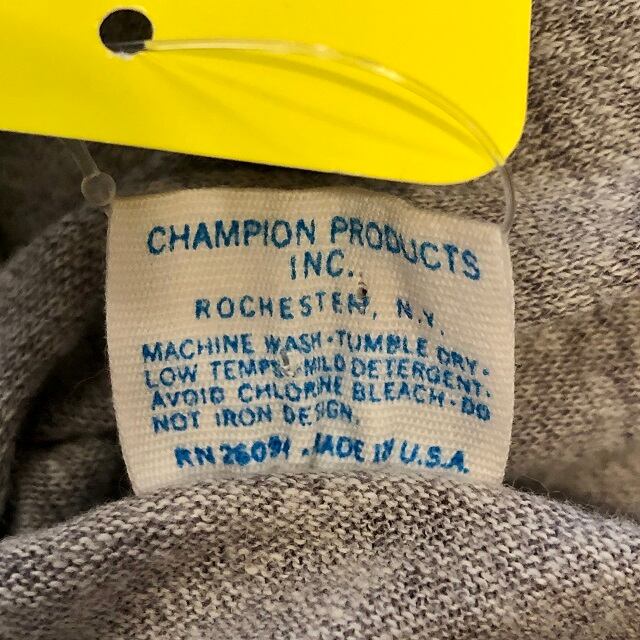 CHAMPION PRODUCTS
INC.
ROCHESTER, N.Y.
MACHINE WASH·TUMBLE DRY·
LOW TEMP· MILD DETERGENT.
AVOID CHLORINE BLEACH·DO
NOT IRON DESIGN.
RN 26094 . MADE IN U.S.A.